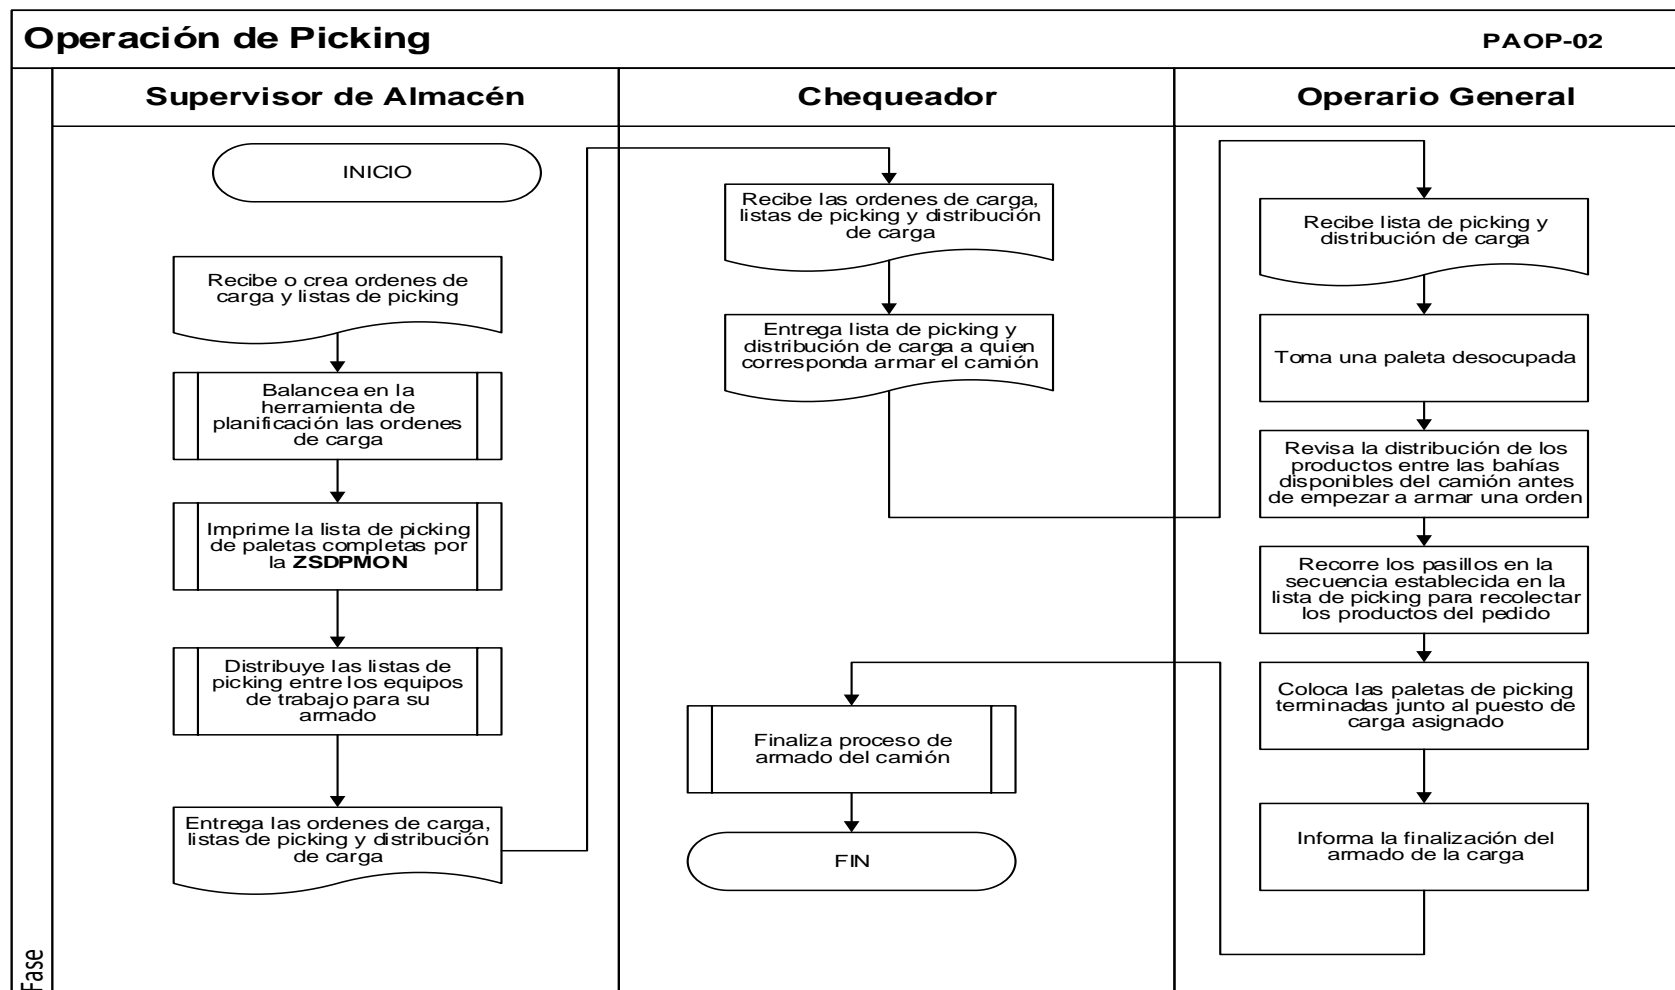 Operación de Picking
PAOP-02
Supervisor de Almacén
Chequeador
Operario General
INICIO
Recibe o crea ordenes de
carga y listas de picking
Balancea en la
herramienta de
planificación las ordenes
de carga
Imprime la lista de picking
de paletas completas por
la ZSDPMON
Distribuye las listas de
picking entre los equipos
de trabajo para su
armado
Entrega las ordenes de carga,
listas de picking y distribución
de carga
Recibe las ordenes de carga,
listas de picking y distribución
de carga
Entrega lista de picking y
distribución de carga a quien
corresponda armar el camión
Finaliza proceso de
armado del camión
FIN
Recibe lista de picking y
distribución de carga
Toma una paleta desocupada
Revisa la distribución de los
productos entre las bahías
disponibles del camión antes
de empezar a armar una orden
Recorre los pasillos en la
secuencia establecida en la
lista de picking para recolectar
los productos del pedido
Coloca las paletas de picking
terminadas junto al puesto de
carga asignado
Informa la finalización del
armado de la carga
Fase